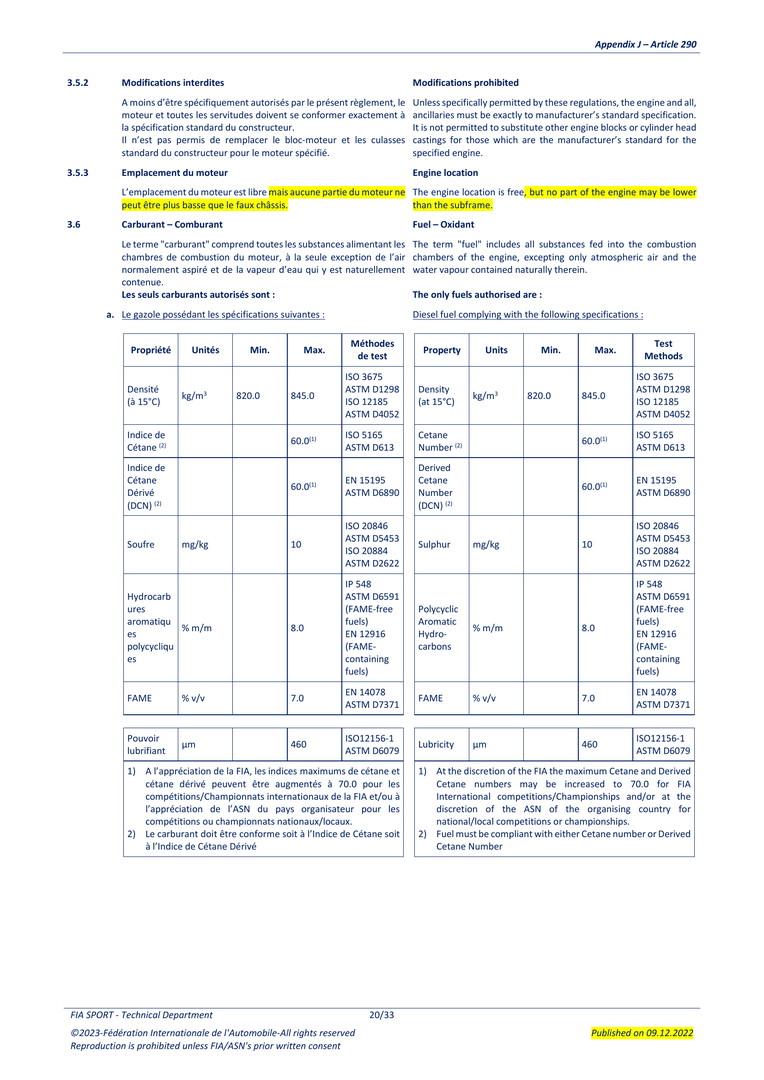 Appendix J – Article 290
3.5.2 Modifications interdites
A moins d'être spécifiquement autorisés par le présent règlement, le
moteur et toutes les servitudes doivent se conformer exactement à
la spécification standard du constructeur.
Il n'est pas permis de remplacer le bloc-moteur et les culasses
standard du constructeur pour le moteur spécifié.
Modifications prohibited
Unless specifically permitted by these regulations, the engine and all,
ancillaries must be exactly to manufacturer's standard specification.
It is not permitted to substitute other engine blocks or cylinder head
castings for those which are the manufacturer's standard for the
specified engine.
3.5.3 Emplacement du moteur
L'emplacement du moteur est libre mais aucune partie du moteur ne
peut être plus basse que le faux châssis.
Engine location
The engine location is free, but no part of the engine may be lower
than the subframe.
3.6 Carburant – Comburant
Le terme "carburant" comprend toutes les substances alimentant les
chambres de combustion du moteur, à la seule exception de l'air
normalement aspiré et de la vapeur d'eau qui y est naturellement
contenue.
Les seuls carburants autorisés sont :
Fuel – Oxidant
The term "fuel" includes all substances fed into the combustion
chambers of the engine, excepting only atmospheric air and the
water vapour contained naturally therein.
The only fuels authorised are :
a. Le gazole possédant les spécifications suivantes :
Diesel fuel complying with the following specifications :
Propriété Unités Min. Max. Méthodes
de test
Densité
(à 15°C)
kg/m3 820.0 845.0
ISO 3675
ASTM D1298
ISO 12185
ASTM D4052
Indice de
Cétane (2)
60.0(1)
ISO 5165
ASTM D613
Indice de
Cétane
Dérivé
(DCN) (2)
60.0(1)
EN 15195
ASTM D6890
Soufre mg/kg 10
ISO 20846
ASTM D5453
ISO 20884
ASTM D2622
Hydrocarb
ures
aromatiqu
es
polycycliqu
es
% m/m 8.0
IP 548
ASTM D6591
(FAME-free
fuels)
EN 12916
(FAME-
containing
fuels)
FAME % v/v 7.0
EN 14078
ASTM D7371
Property Units Min. Max. Test
Methods
Density
(at 15°C)
kg/m3 820.0 845.0
ISO 3675
ASTM D1298
ISO 12185
ASTM D4052
Cetane
Number (2)
60.0(1)
ISO 5165
ASTM D613
Derived
Cetane
Number
(DCN) (2)
60.0(1)
EN 15195
ASTM D6890
Sulphur mg/kg 10
ISO 20846
ASTM D5453
ISO 20884
ASTM D2622
Polycyclic
Aromatic
Hydro-
carbons
% m/m 8.0
IP 548
ASTM D6591
(FAME-free
fuels)
EN 12916
(FAME-
containing
fuels)
FAME % v/v 7.0
EN 14078
ASTM D7371
Pouvoir
lubrifiant
µm 460
ISO12156-1
ASTM D6079
1) A l'appréciation de la FIA, les indices maximums de cétane et
cétane dérivé peuvent être augmentés à 70.0 pour les
compétitions/Championnats internationaux de la FIA et/ou à
l'appréciation de l'ASN du pays organisateur pour les
compétitions ou championnats nationaux/locaux.
2) Le carburant doit être conforme soit à l'Indice de Cétane soit
à l'Indice de Cétane Dérivé
Lubricity µm 460
ISO12156-1
ASTM D6079
1) At the discretion of the FIA the maximum Cetane and Derived
Cetane numbers may be increased to 70.0 for FIA
International competitions/Championships and/or at the
discretion of the ASN of the organising country for
national/local competitions or championships.
2) Fuel must be compliant with either Cetane number or Derived
Cetane Number
FIA SPORT - Technical Department 20/33
©2023-Fédération Internationale de l'Automobile-All rights reserved Published on 09.12.2022
Reproduction is prohibited unless FIA/ASN's prior written consent